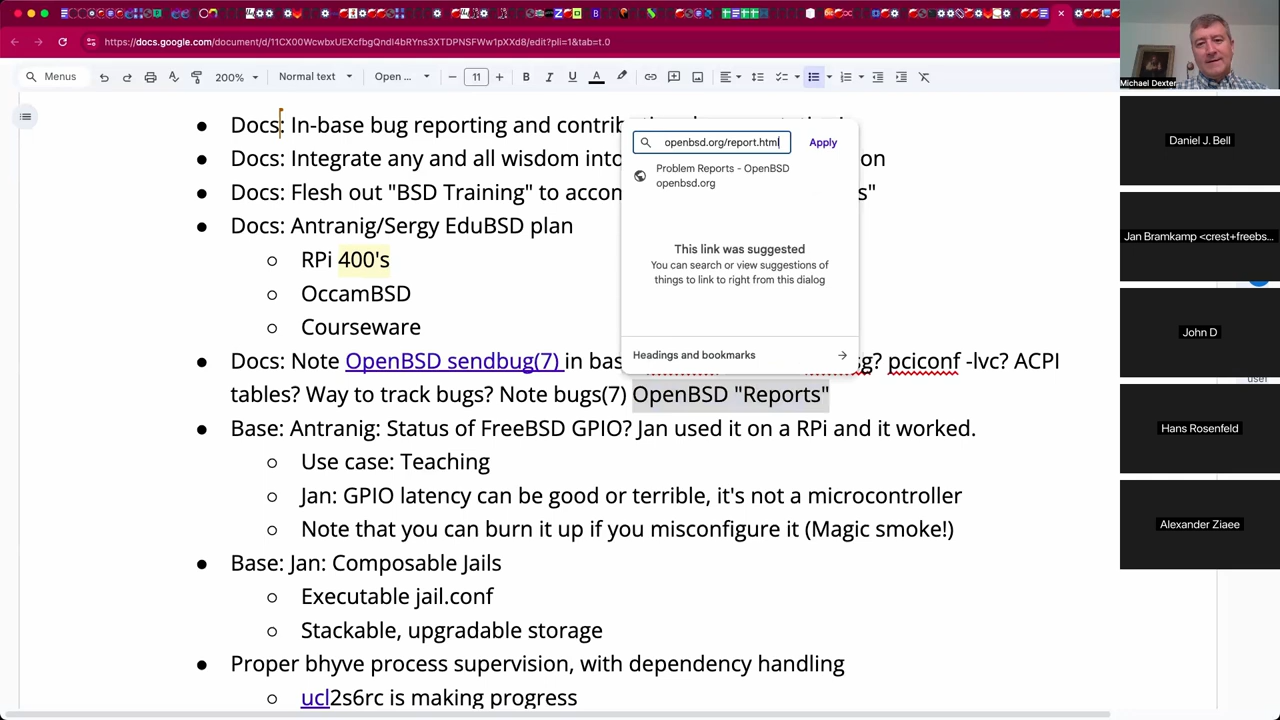 https://docs.google.com/document/d/11CX00WcwbxUEXcfbgQndI4bRYns3XTDPNSFWw1pXXd8/edit?pli=1&tab=t.0
Menus
200%
Normal text
Open ...
11
Docs: In-base bug reporting and contrib
Docs: Integrate any and all wisdom into on
Docs: Flesh out "BSD Training" to accom s"
Docs: Antranig/Sergy EduBSD plan
RPi 400's
OccamBSD
Courseware
Docs: Note OpenBSD sendbug(7) in bas sg? pciconf -lvc? ACPI
tables? Way to track bugs? Note bugs(7) OpenBSD "Reports"
Base: Antranig: Status of FreeBSD GPIO? Jan used it on a RPi and it worked.
Use case: Teaching
Jan: GPIO latency can be good or terrible, it's not a microcontroller
Note that you can burn it up if you misconfigure it (Magic smoke!)
Base: Jan: Composable Jails
Executable jail.conf
Stackable, upgradable storage
Proper bhyve process supervision, with dependency handling
ucl2s6rc is making progress
openbsd.org/report.html
Apply
Problem Reports - OpenBSD
openbsd.org
This link was suggested
You can search or view suggestions of
things to link to right from this dialog
Headings and bookmarks
user
Michael Dexter
Daniel J. Bell
Jan Bramkamp <crest+freebs...
John D
Hans Rosenfeld
Alexander Ziaee